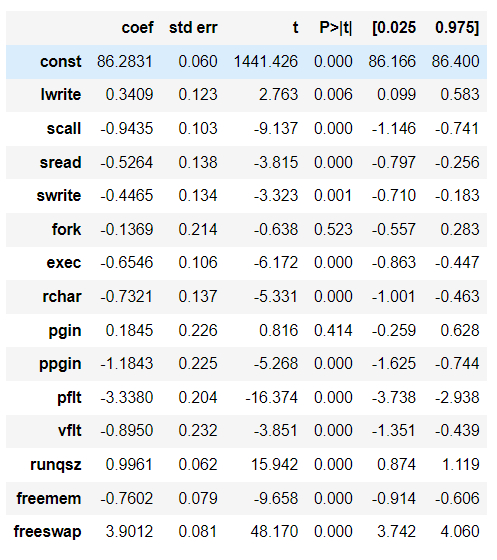 coef std err t P>|t| [0.025 0.975]
const 86.2831 0.060 1441.426 0.000 86.166 86.400
lwrite 0.3409 0.123 2.763 0.006 0.099 0.583
scall -0.9435 0.103 -9.137 0.000 -1.146 -0.741
sread -0.5264 0.138 -3.815 0.000 -0.797 -0.256
swrite -0.4465 0.134 -3.323 0.001 -0.710 -0.183
fork -0.1369 0.214 -0.638 0.523 -0.557 0.283
exec -0.6546 0.106 -6.172 0.000 -0.863 -0.447
rchar -0.7321 0.137 -5.331 0.000 -1.001 -0.463
pgin 0.1845 0.226 0.816 0.414 -0.259 0.628
ppgin -1.1843 0.225 -5.268 0.000 -1.625 -0.744
pflt -3.3380 0.204 -16.374 0.000 -3.738 -2.938
vflt -0.8950 0.232 -3.851 0.000 -1.351 -0.439
runqsz 0.9961 0.062 15.942 0.000 0.874 1.119
freemem -0.7602 0.079 -9.658 0.000 -0.914 -0.606
freeswap 3.9012 0.081 48.170 0.000 3.742 4.060